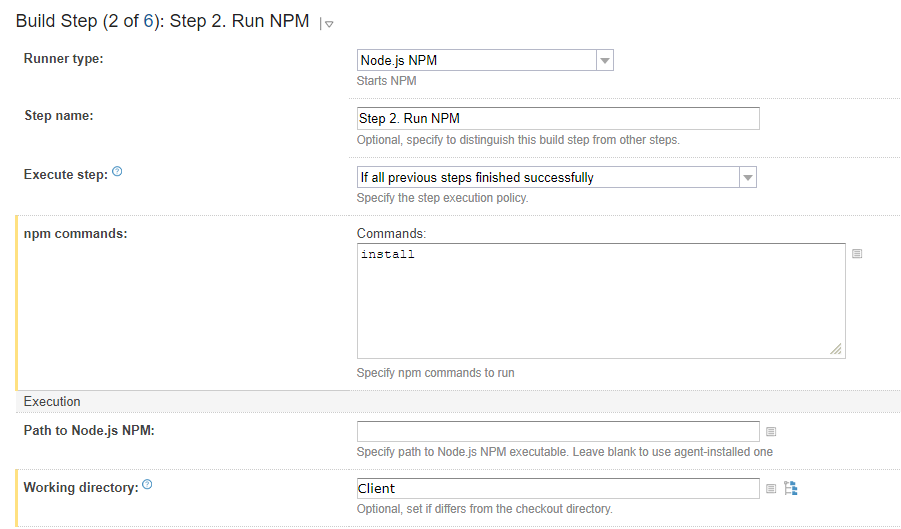 Build Step (2 of 6): Step 2. Run NPM
Runner type:
Node.js NPM
Starts NPM
Step name:
Step 2. Run NPM
Optional, specify to distinguish this build step from other steps.
Execute step:
If all previous steps finished successfully
Specify the step execution policy.
npm commands:
Commands:
install
Specify npm commands to run
Execution
Path to Node.js NPM:
Specify path to Node.js NPM executable. Leave blank to use agent-installed one
Working directory:
Client
Optional, set if differs from the checkout directory.